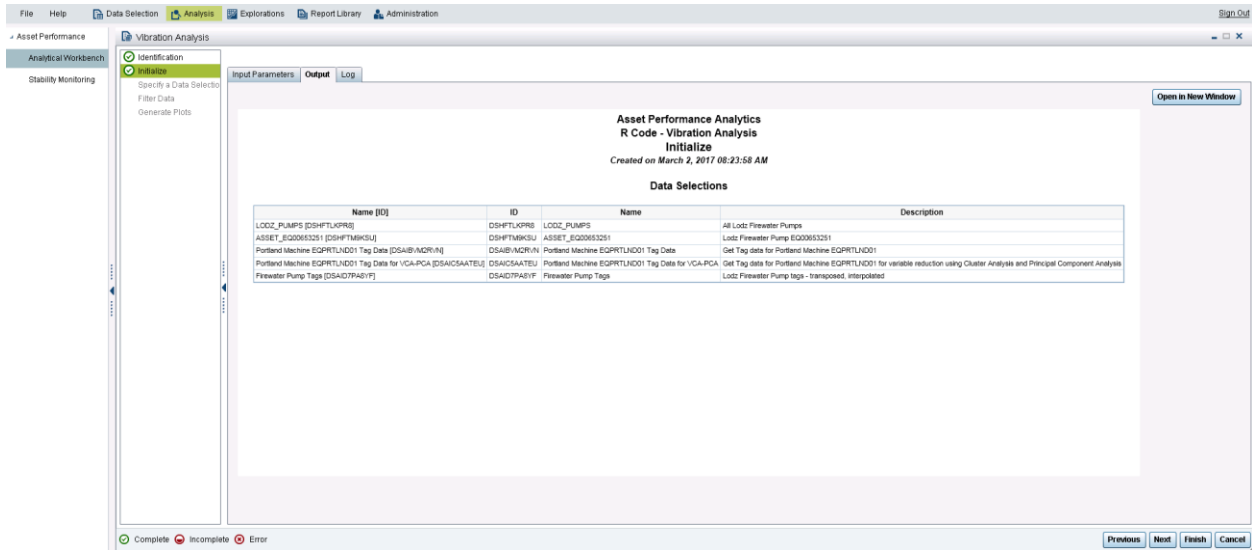 File Help Data Selection Analysis Explorations Report Library Administration Sign Out
Asset Performance
Analytical Workbench
Stability Monitoring
Vibration Analysis
Identification
Initialize
Specify a Data Selectio
Filter Data
Generate Plots
Input Parameters Output Log
Open in New Window
Asset Performance Analytics
R Code - Vibration Analysis
Initialize
Created on March 2, 2017 08:23:58 AM
Data Selections
Name [ID] ID Name Description
LODZ_PUMPS [DSHFTLKPR8] DSHFTLKPR8 LODZ_PUMPS All Lodz Firewater Pumps
ASSET_EQ00653251 [DSHFTM9KSU] DSHFTM9KSU ASSET_EQ00653251 Lodz Firewater Pump EQ00653251
Portland Machine EQPRTLND01 Tag Data [DSAIBVM2RVN] DSAIBVM2RVN Portland Machine EQPRTLND01 Tag Data Get Tag data for Portland Machine EQPRTLND01
Portland Machine EQPRTLND01 Tag Data for VCA-PCA [DSAIC5AATEU] DSAIC5AATEU Portland Machine EQPRTLND01 Tag Data for VCA-PCA Get Tag data for Portland Machine EQPRTLND01 for variable reduction using Cluster Analysis and Principal Component Analysis
Firewater Pump Tags [DSAID7PA8YF] DSAID7PA8YF Firewater Pump Tags Lodz Firewater Pump tags - transposed, interpolated
Complete Incomplete Error Previous Next Finish Cancel